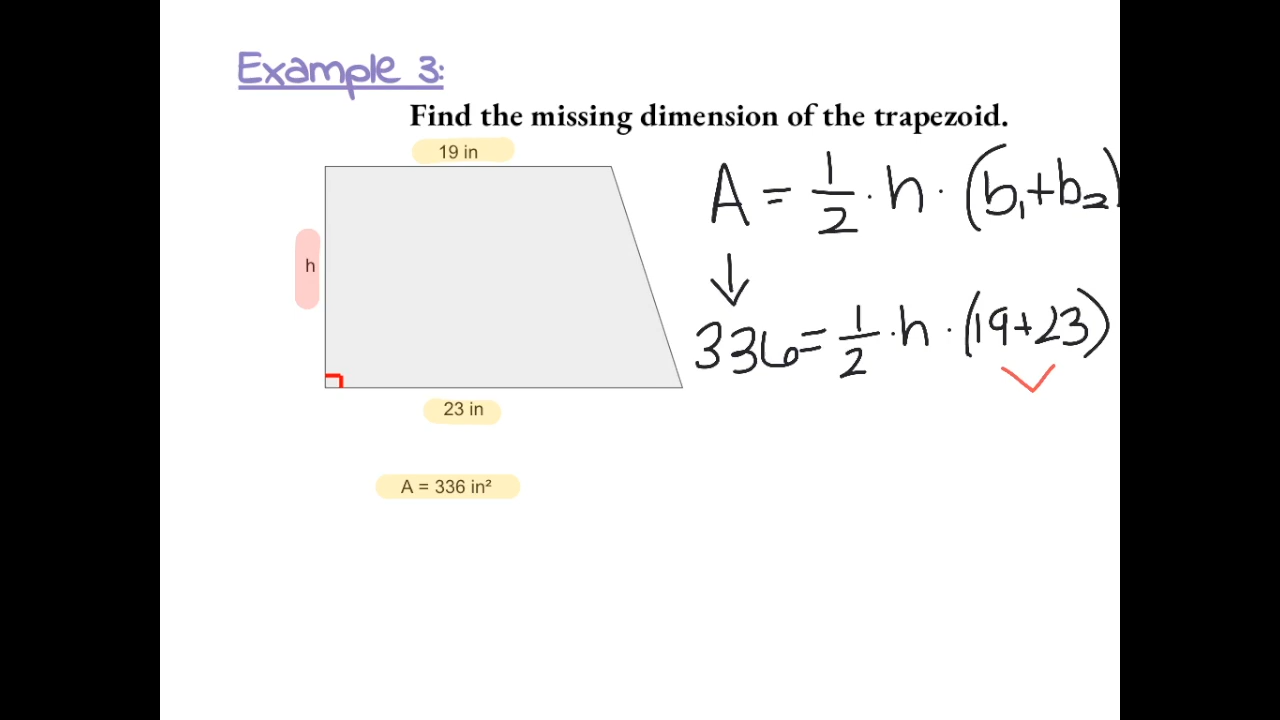 Example 3:
Find the missing dimension of the trapezoid.
19 in
A = 1/2 · h · (b₁+b₂)
h
336 = 1/2 · h · (19+23)
23 in
A = 336 in²